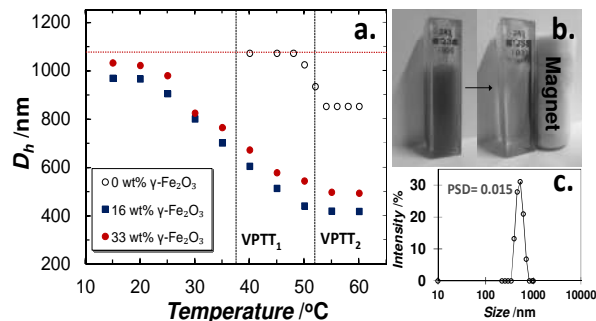 a.
1200
1000
800
600
400
200
D_h /nm
○ 0 wt% γ-Fe₂O₃
■ 16 wt% γ-Fe₂O₃
● 33 wt% γ-Fe₂O₃
VPTT₁
VPTT₂
10 20 30 40 50 60 70
Temperature /ºC
b.
Magnet
c.
PSD= 0.015
30
20
10
0
Intensity /%
10 100 1000 10000
Size /nm